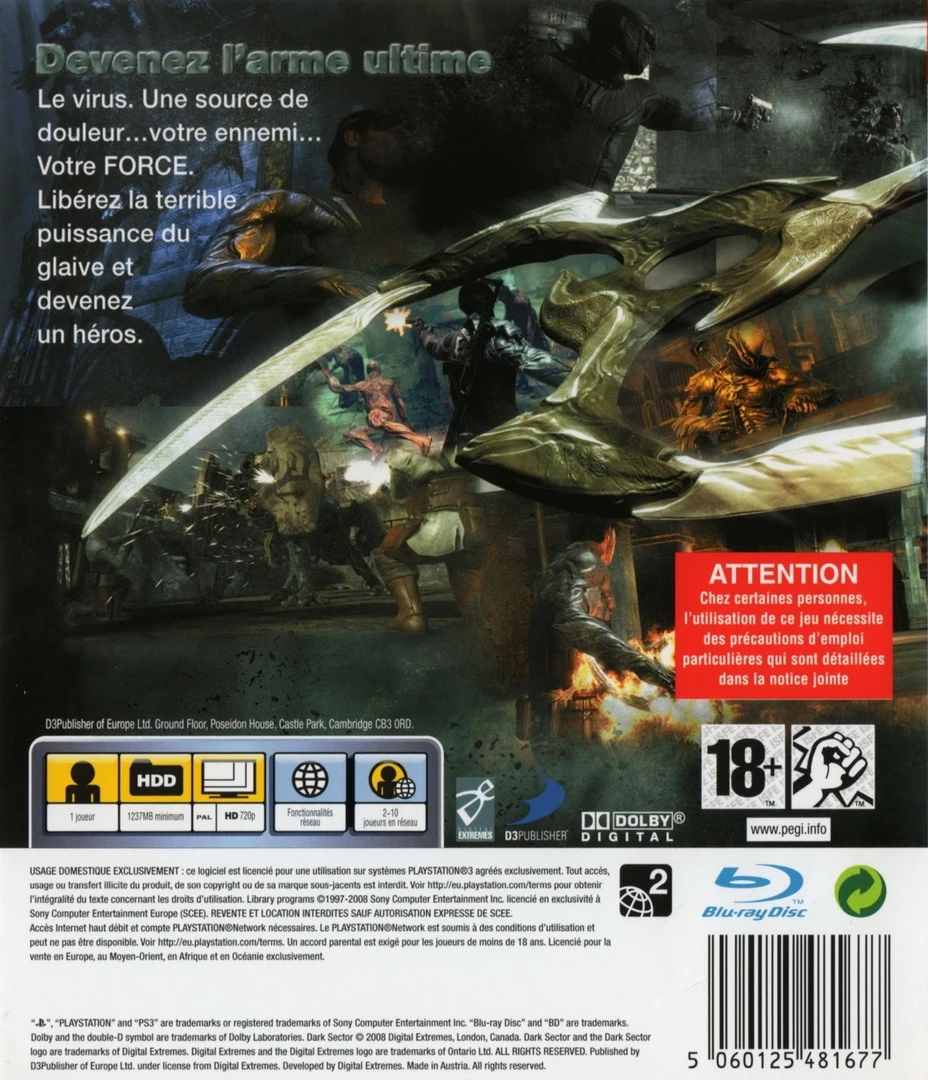 Devenez l'arme ultime
Le virus. Une source de
douleur...votre ennemi...
Votre FORCE.
Libérez la terrible
puissance du
glaive et
devenez
un héros.
ATTENTION
Chez certaines personnes,
l'utilisation de ce jeu nécessite
des précautions d'emploi
particulières qui sont détaillées
dans la notice jointe
D3Publisher of Europe Ltd. Ground Floor, Poseidon House, Castle Park, Cambridge CB3 0RD.
HDD
1 joueur
1237MB minimum
PAL HD 720p
Fonctionnalités
réseau
2-10
joueurs en réseau
DIGITAL
EXTREMES
D3PUBLISHER
DOLBY®
DIGITAL
18+
TM
TM
www.pegi.info
USAGE DOMESTIQUE EXCLUSIVEMENT : ce logiciel est licencié pour une utilisation sur systèmes PLAYSTATION®3 agréés exclusivement. Tout accès,
usage ou transfert illicite du produit, de son copyright ou de sa marque sous-jacents est interdit. Voir http://eu.playstation.com/terms pour obtenir
l'intégralité du texte concernant les droits d'utilisation. Library programs ©1997-2008 Sony Computer Entertainment Inc. licencié en exclusivité à
Sony Computer Entertainment Europe (SCEE). REVENTE ET LOCATION INTERDITES SAUF AUTORISATION EXPRESSE DE SCEE.
Accès Internet haut débit et compte PLAYSTATION®Network nécessaires. Le PLAYSTATION®Network est soumis à des conditions d'utilisation et
peut ne pas être disponible. Voir http://eu.playstation.com/terms. Un accord parental est exigé pour les joueurs de moins de 18 ans. Licencié pour la
vente en Europe, au Moyen-Orient, en Afrique et en Océanie exclusivement.
2
Blu-ray Disc
TM
"PS", "PLAYSTATION" and "PS3" are trademarks or registered trademarks of Sony Computer Entertainment Inc. "Blu-ray Disc" and "BD" are trademarks.
Dolby and the double-D symbol are trademarks of Dolby Laboratories. Dark Sector © 2008 Digital Extremes, London, Canada. Dark Sector and the Dark Sector
logo are trademarks of Digital Extremes. Digital Extremes and the Digital Extremes logo are trademarks of Ontario Ltd. ALL RIGHTS RESERVED. Published by
D3Publisher of Europe Ltd. under license from Digital Extremes. Developed by Digital Extremes. Made in Austria. All rights reserved.
5 060125 481677